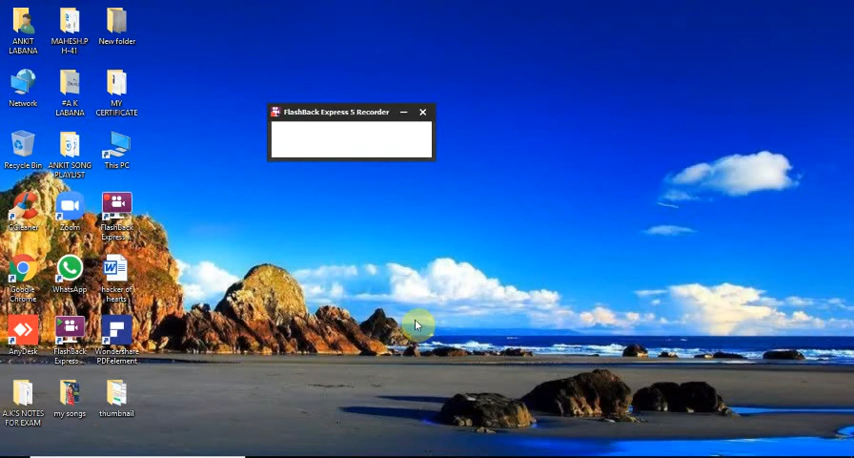 FlashBack Express 5 Recorder
ANKIT
LABANA
MAHESH.P
H-41
New folder
Network
#A.K
LABANA
MY
CERTIFICATE
Recycle Bin
ANKIT SONG
PLAYLIST
This PC
CCleaner
Zoom
FlashBack
Express...
Google
Chrome
WhatsApp
hacker of
hearts
AnyDesk
FlashBack
Express...
Wondershare
PDFelement
A.K'S NOTES
FOR EXAM
my songs
thumbnail